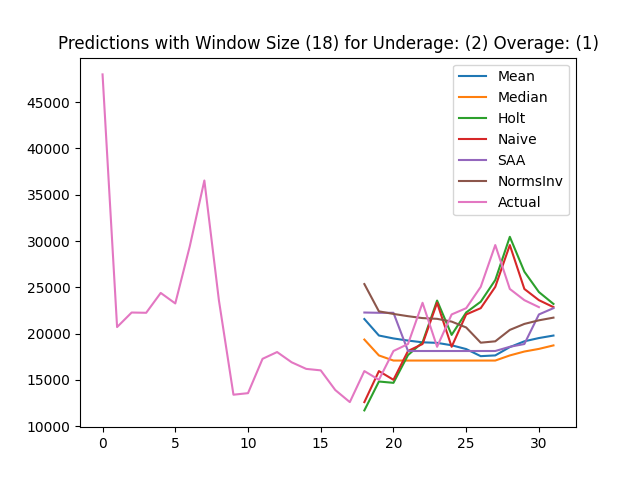 Predictions with Window Size (18) for Underage: (2) Overage: (1)
Mean
Median
Holt
Naive
SAA
NormsInv
Actual
45000
40000
35000
30000
25000
20000
15000
10000
0 5 10 15 20 25 30